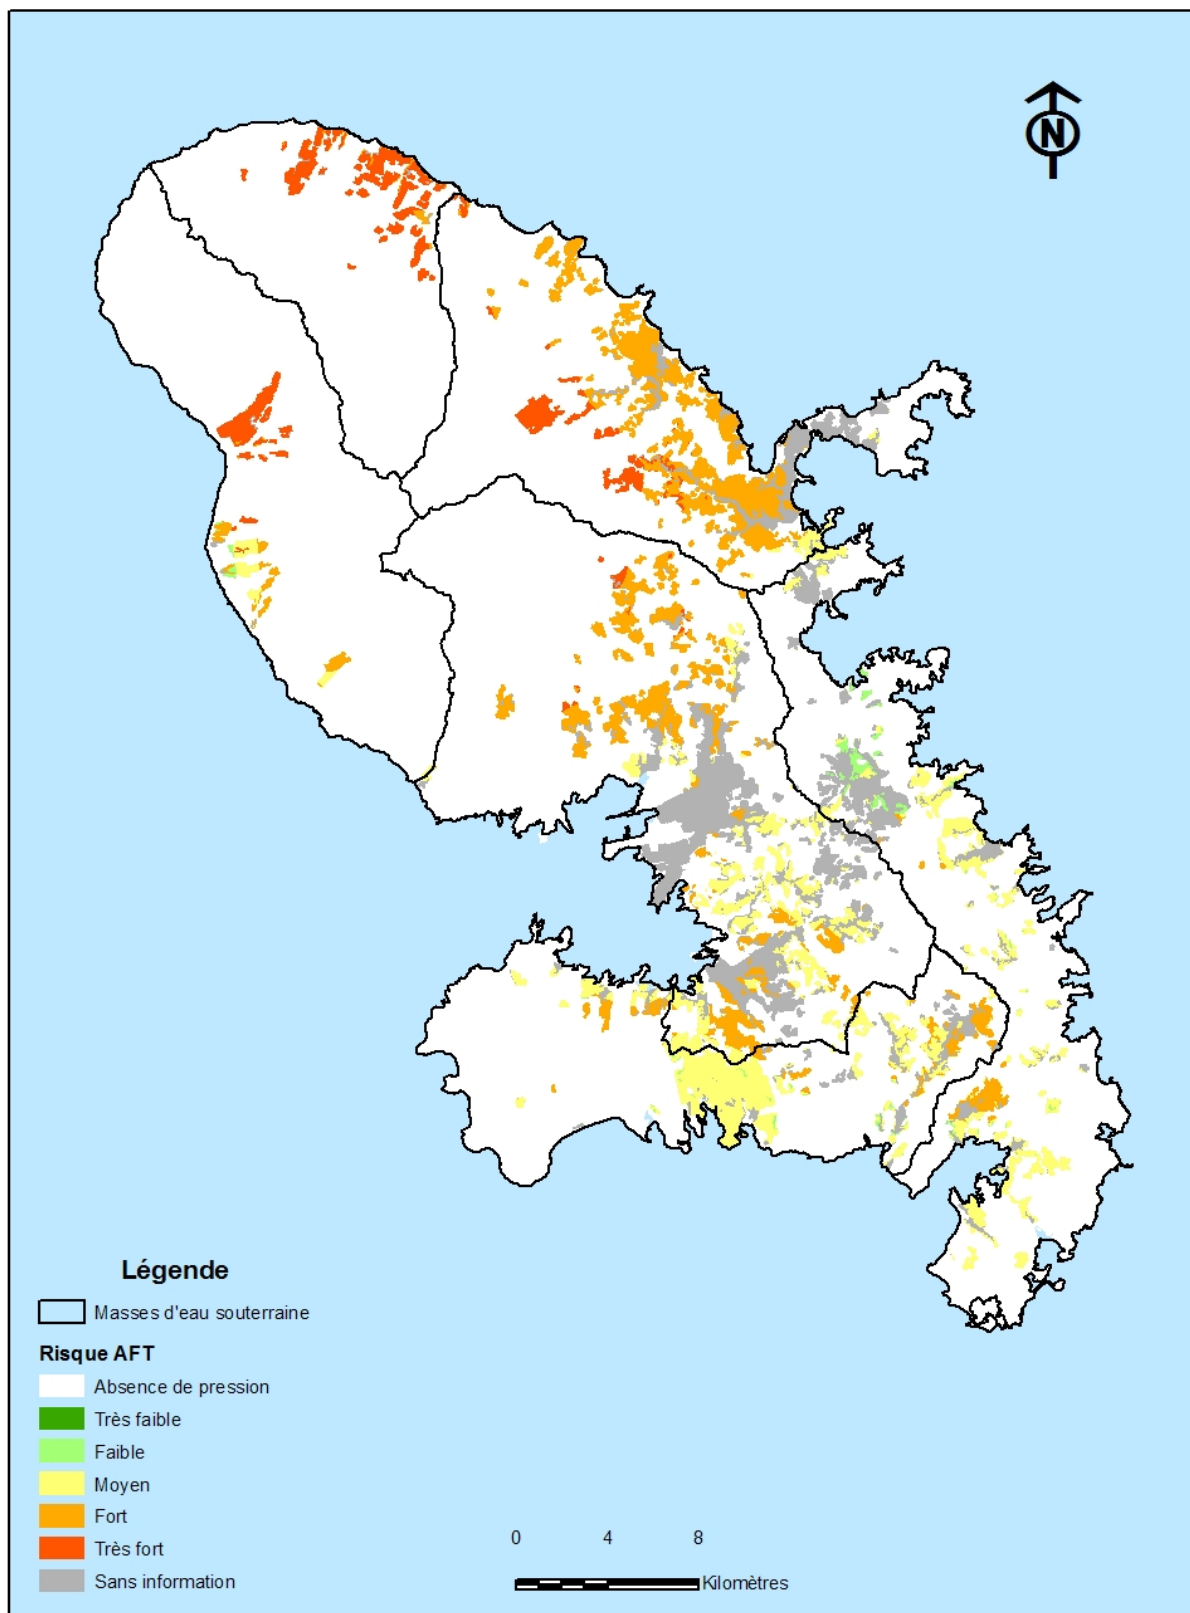 N
Légende
Masses d'eau souterraine
Risque AFT
Absence de pression
Très faible
Faible
Moyen
Fort
Très fort
Sans information
0 4 8
Kilomètres